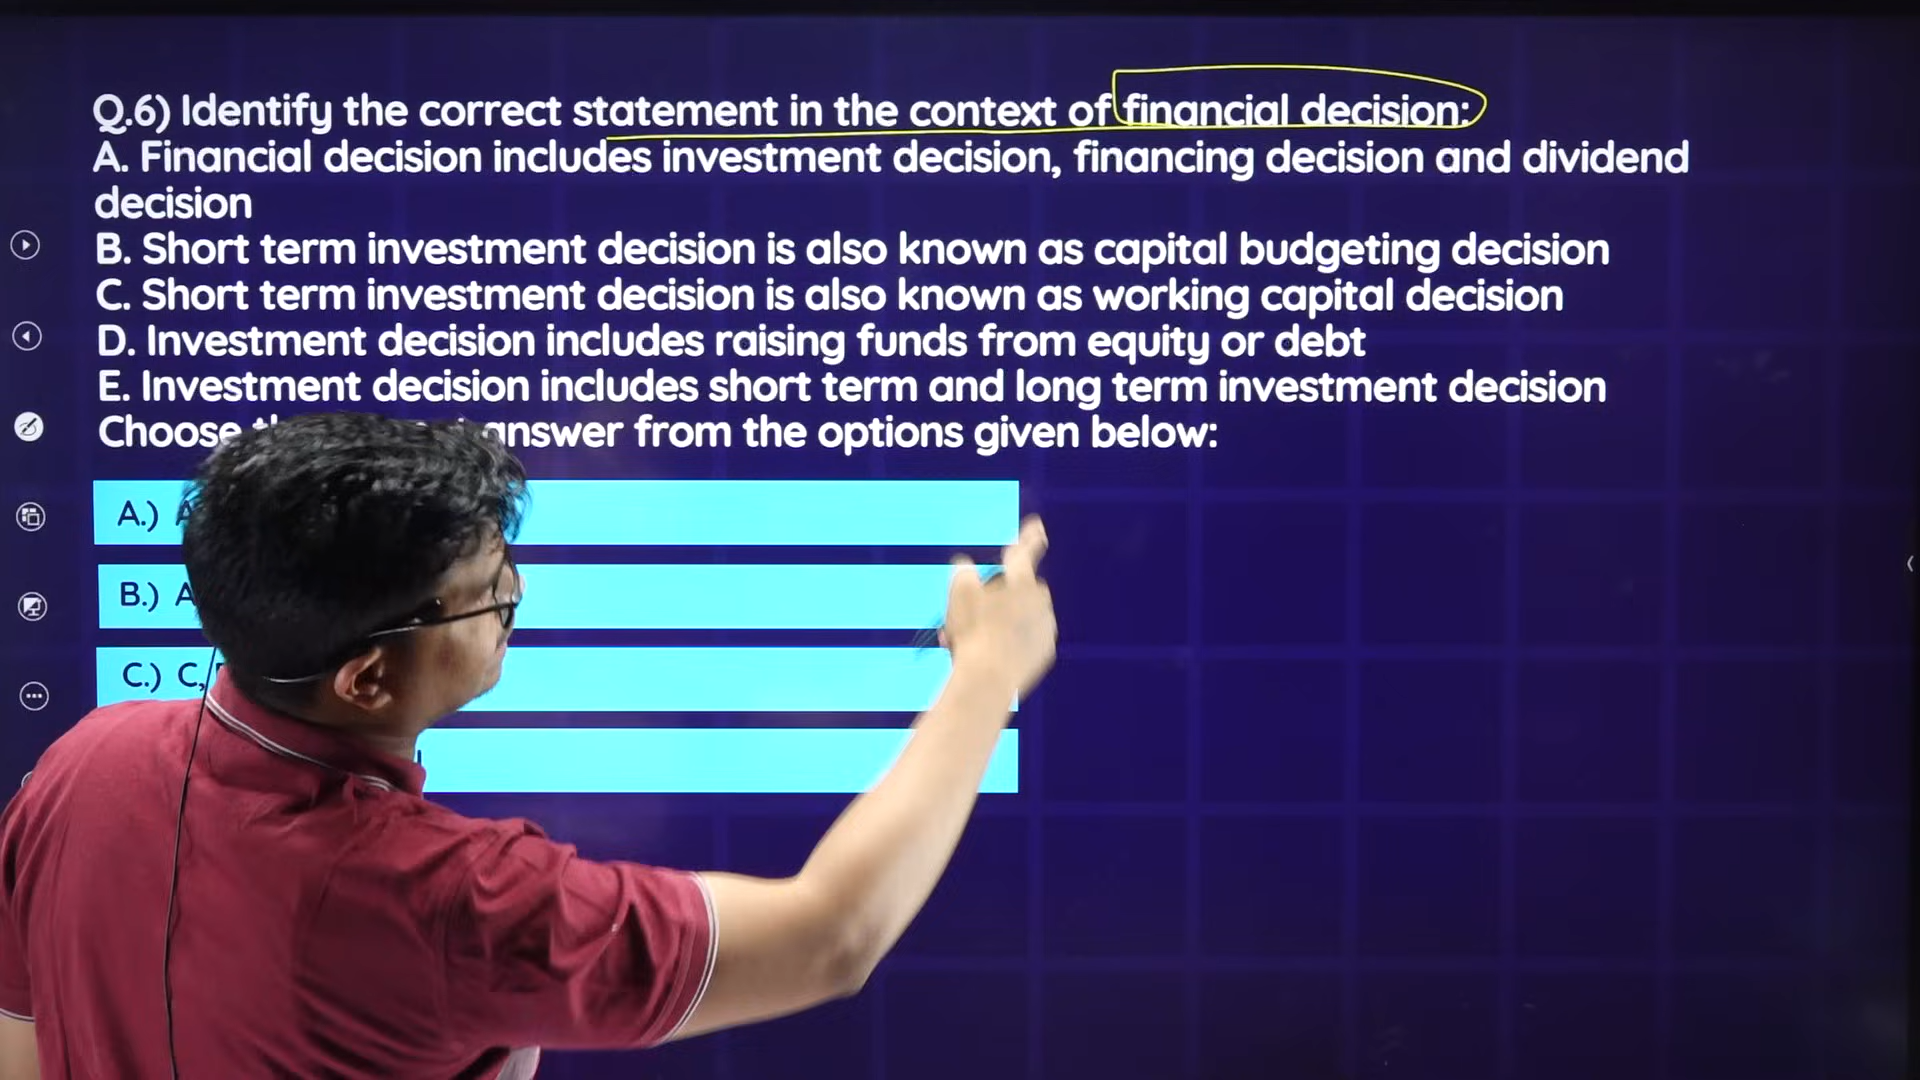 Q.6) Identify the correct statement in the context of financial decision:
A. Financial decision includes investment decision, financing decision and dividend
decision
B. Short term investment decision is also known as capital budgeting decision
C. Short term investment decision is also known as working capital decision
D. Investment decision includes raising funds from equity or debt
E. Investment decision includes short term and long term investment decision
Choose answer from the options given below:
A.)
B.)
C.) C,